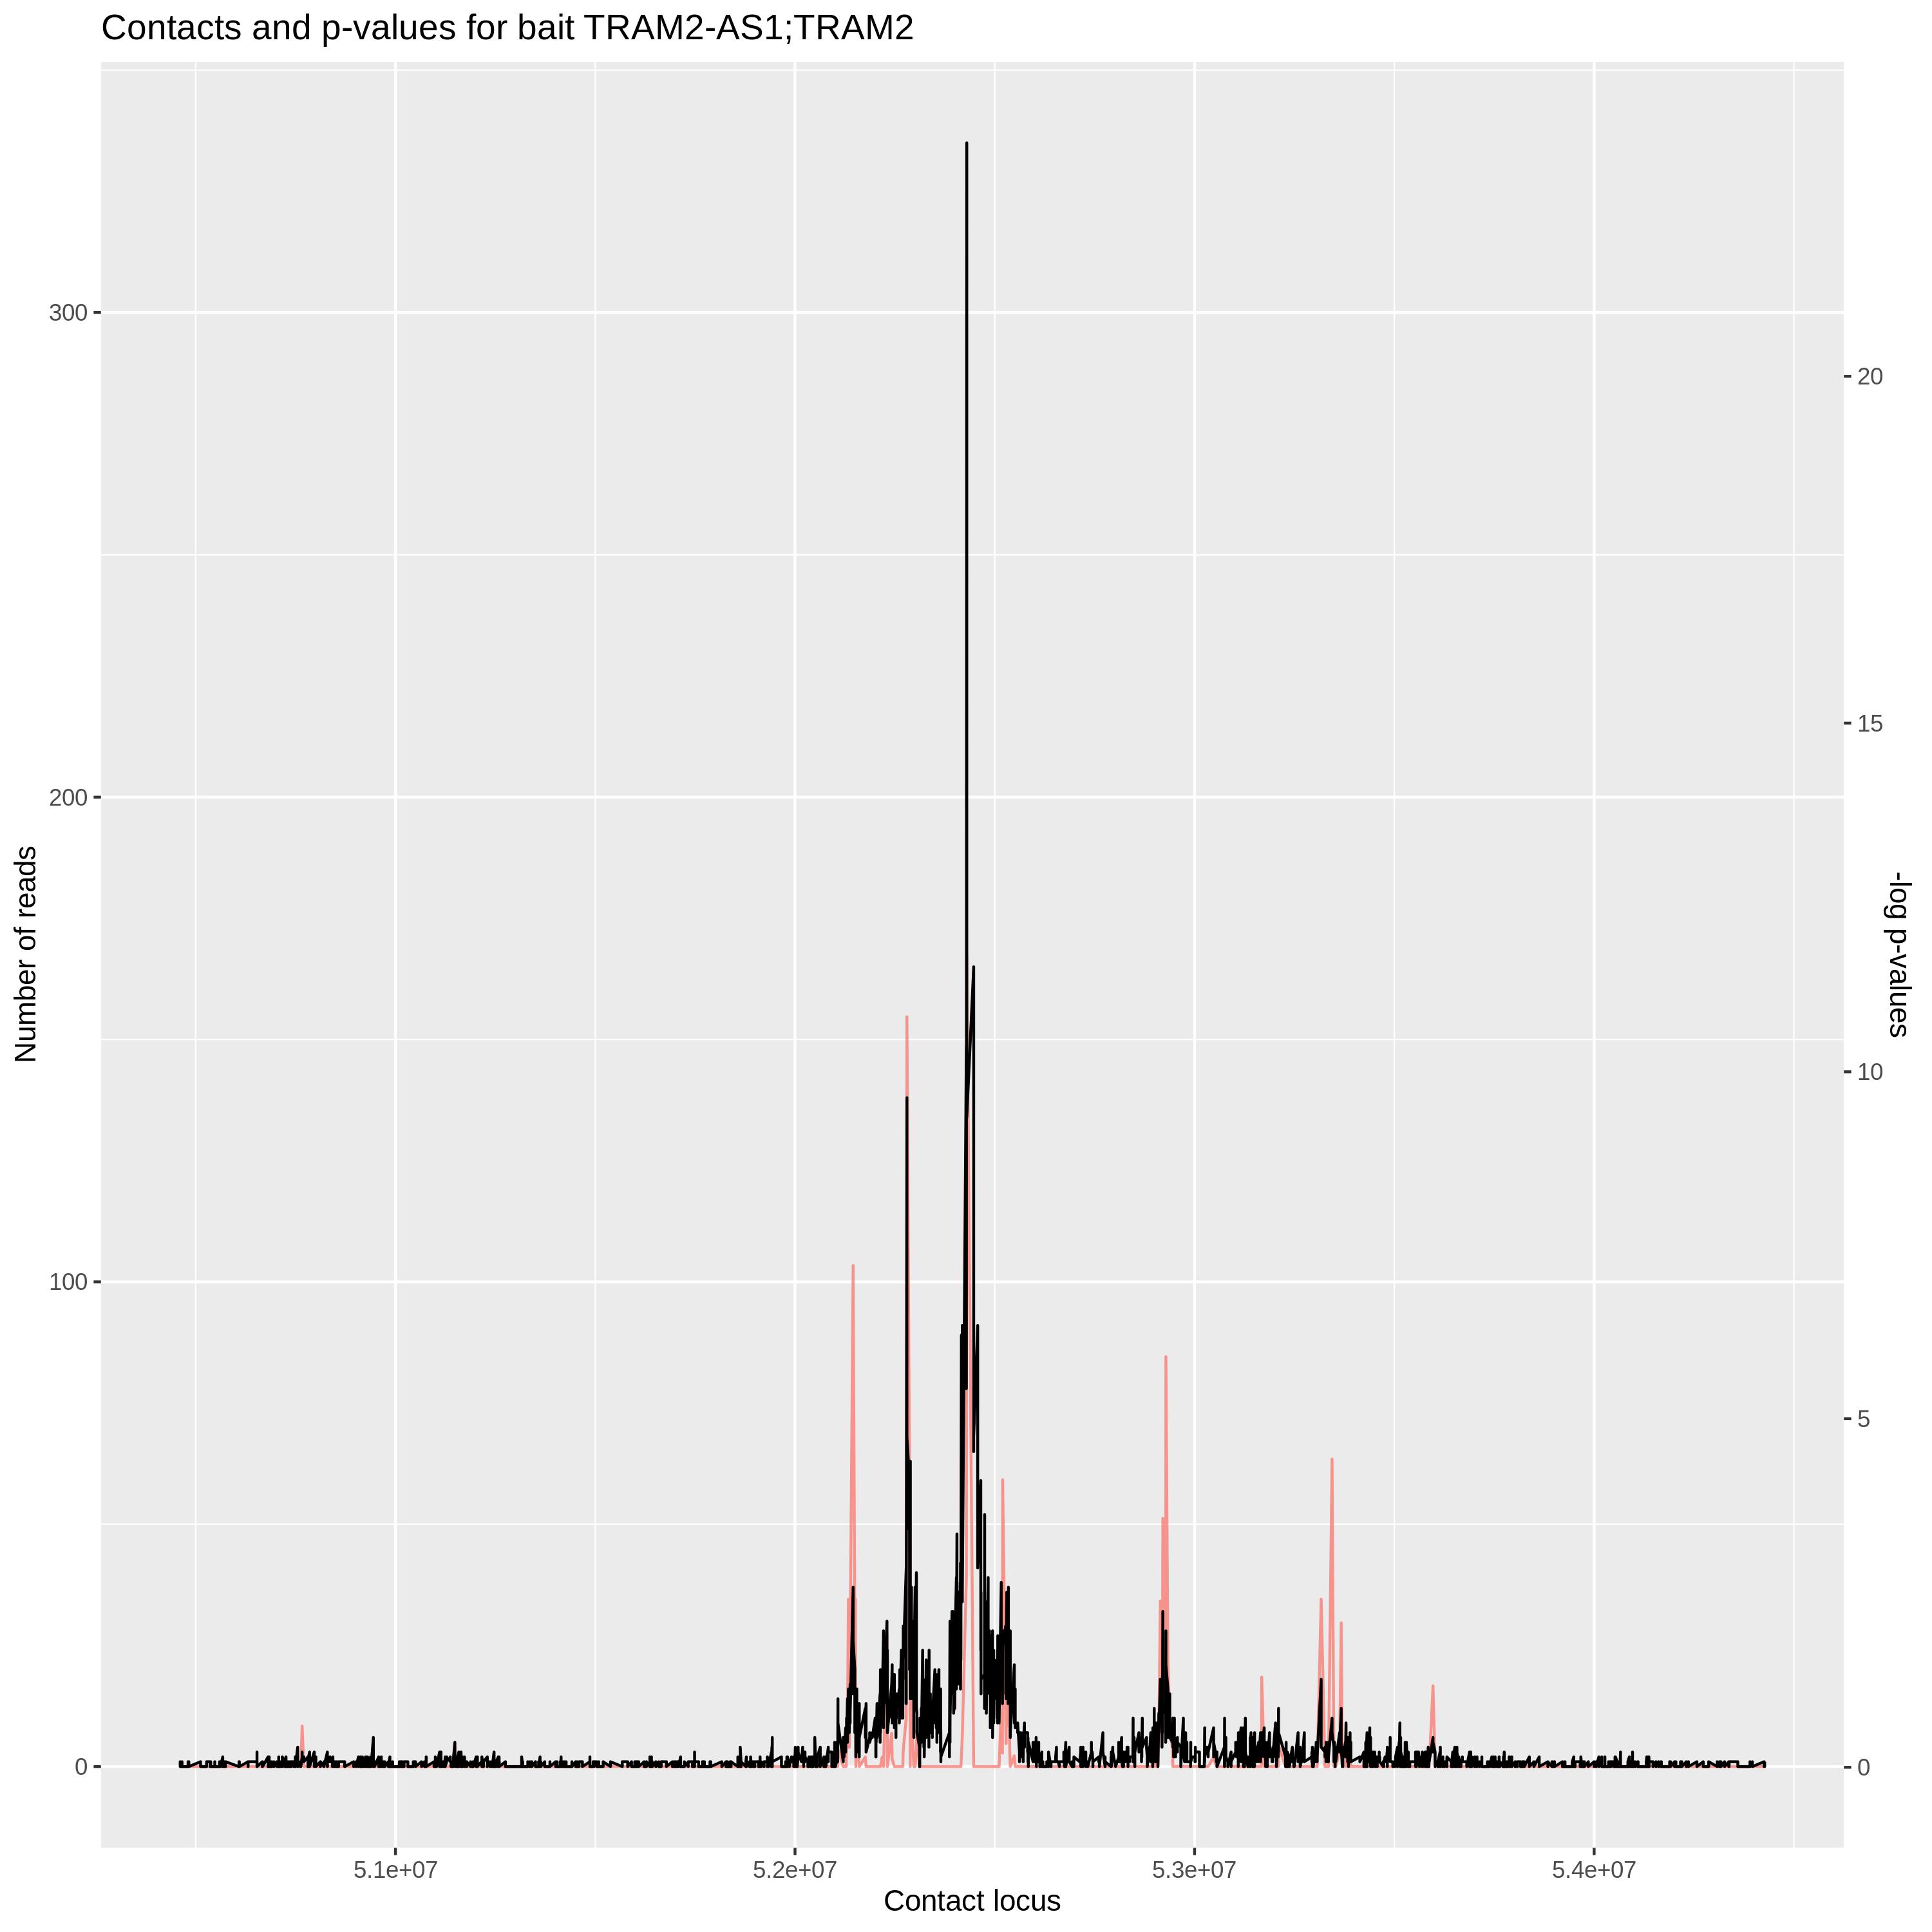 Contacts and p-values for bait TRAM2-AS1;TRAM2
300
200
100
0
Number of reads
20
15
10
5
0
-log p-values
5.1e+07
5.2e+07
5.3e+07
5.4e+07
Contact locus